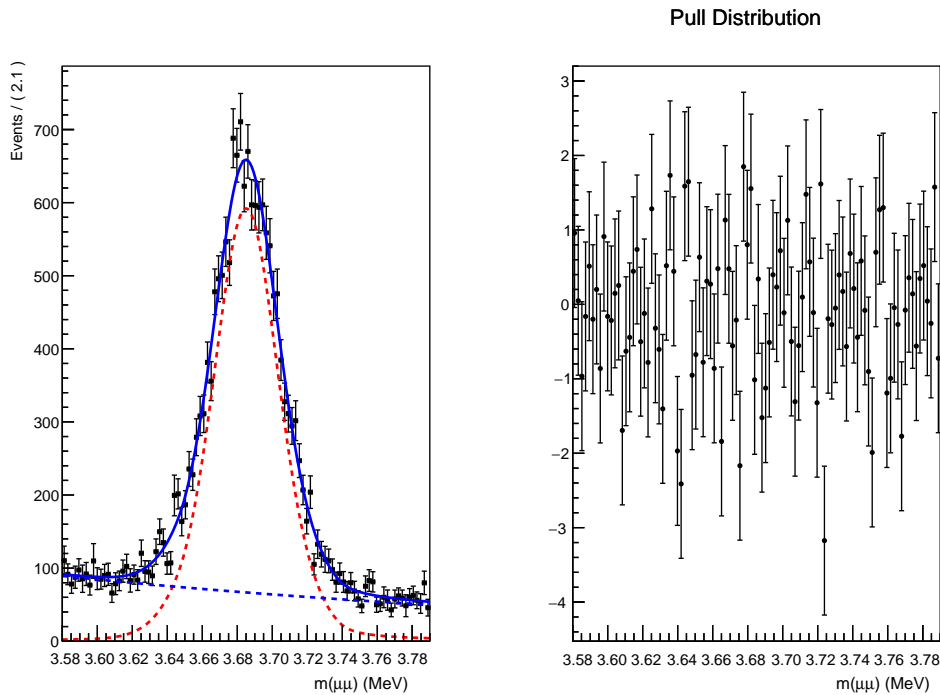 Pull Distribution
Events / ( 2.1 )
700
600
500
400
300
200
100
0
3.58 3.60 3.62 3.64 3.66 3.68 3.70 3.72 3.74 3.76 3.78
m(μμ) (MeV)
3
2
1
0
−1
−2
−3
−4
3.58 3.60 3.62 3.64 3.66 3.68 3.70 3.72 3.74 3.76 3.78
m(μμ) (MeV)